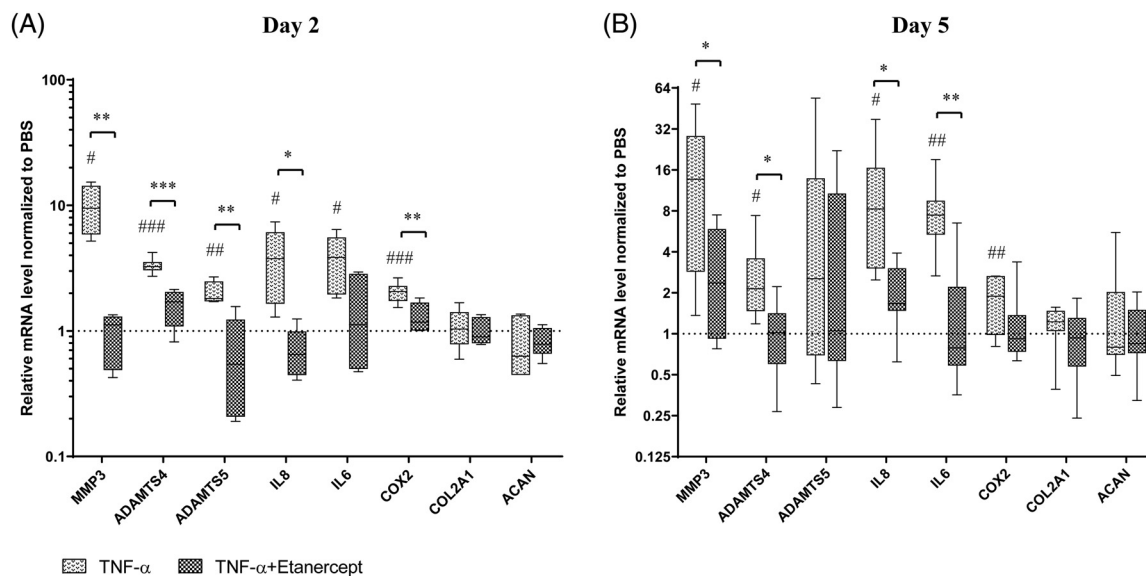 (A)
Day 2
Relative mRNA level normalized to PBS
100
10
1
0.1
#
**
###
***
##
**
#
*
#
###
**
MMP3
ADAMTS4
ADAMTS5
IL8
IL6
COX2
COL2A1
ACAN
(B)
Day 5
Relative mRNA level normalized to PBS
64
32
16
8
4
2
1
0.5
0.25
0.125
#
*
#
*
#
*
##
**
##
MMP3
ADAMTS4
ADAMTS5
IL8
IL6
COX2
COL2A1
ACAN
TNF-α
TNF-α+Etanercept